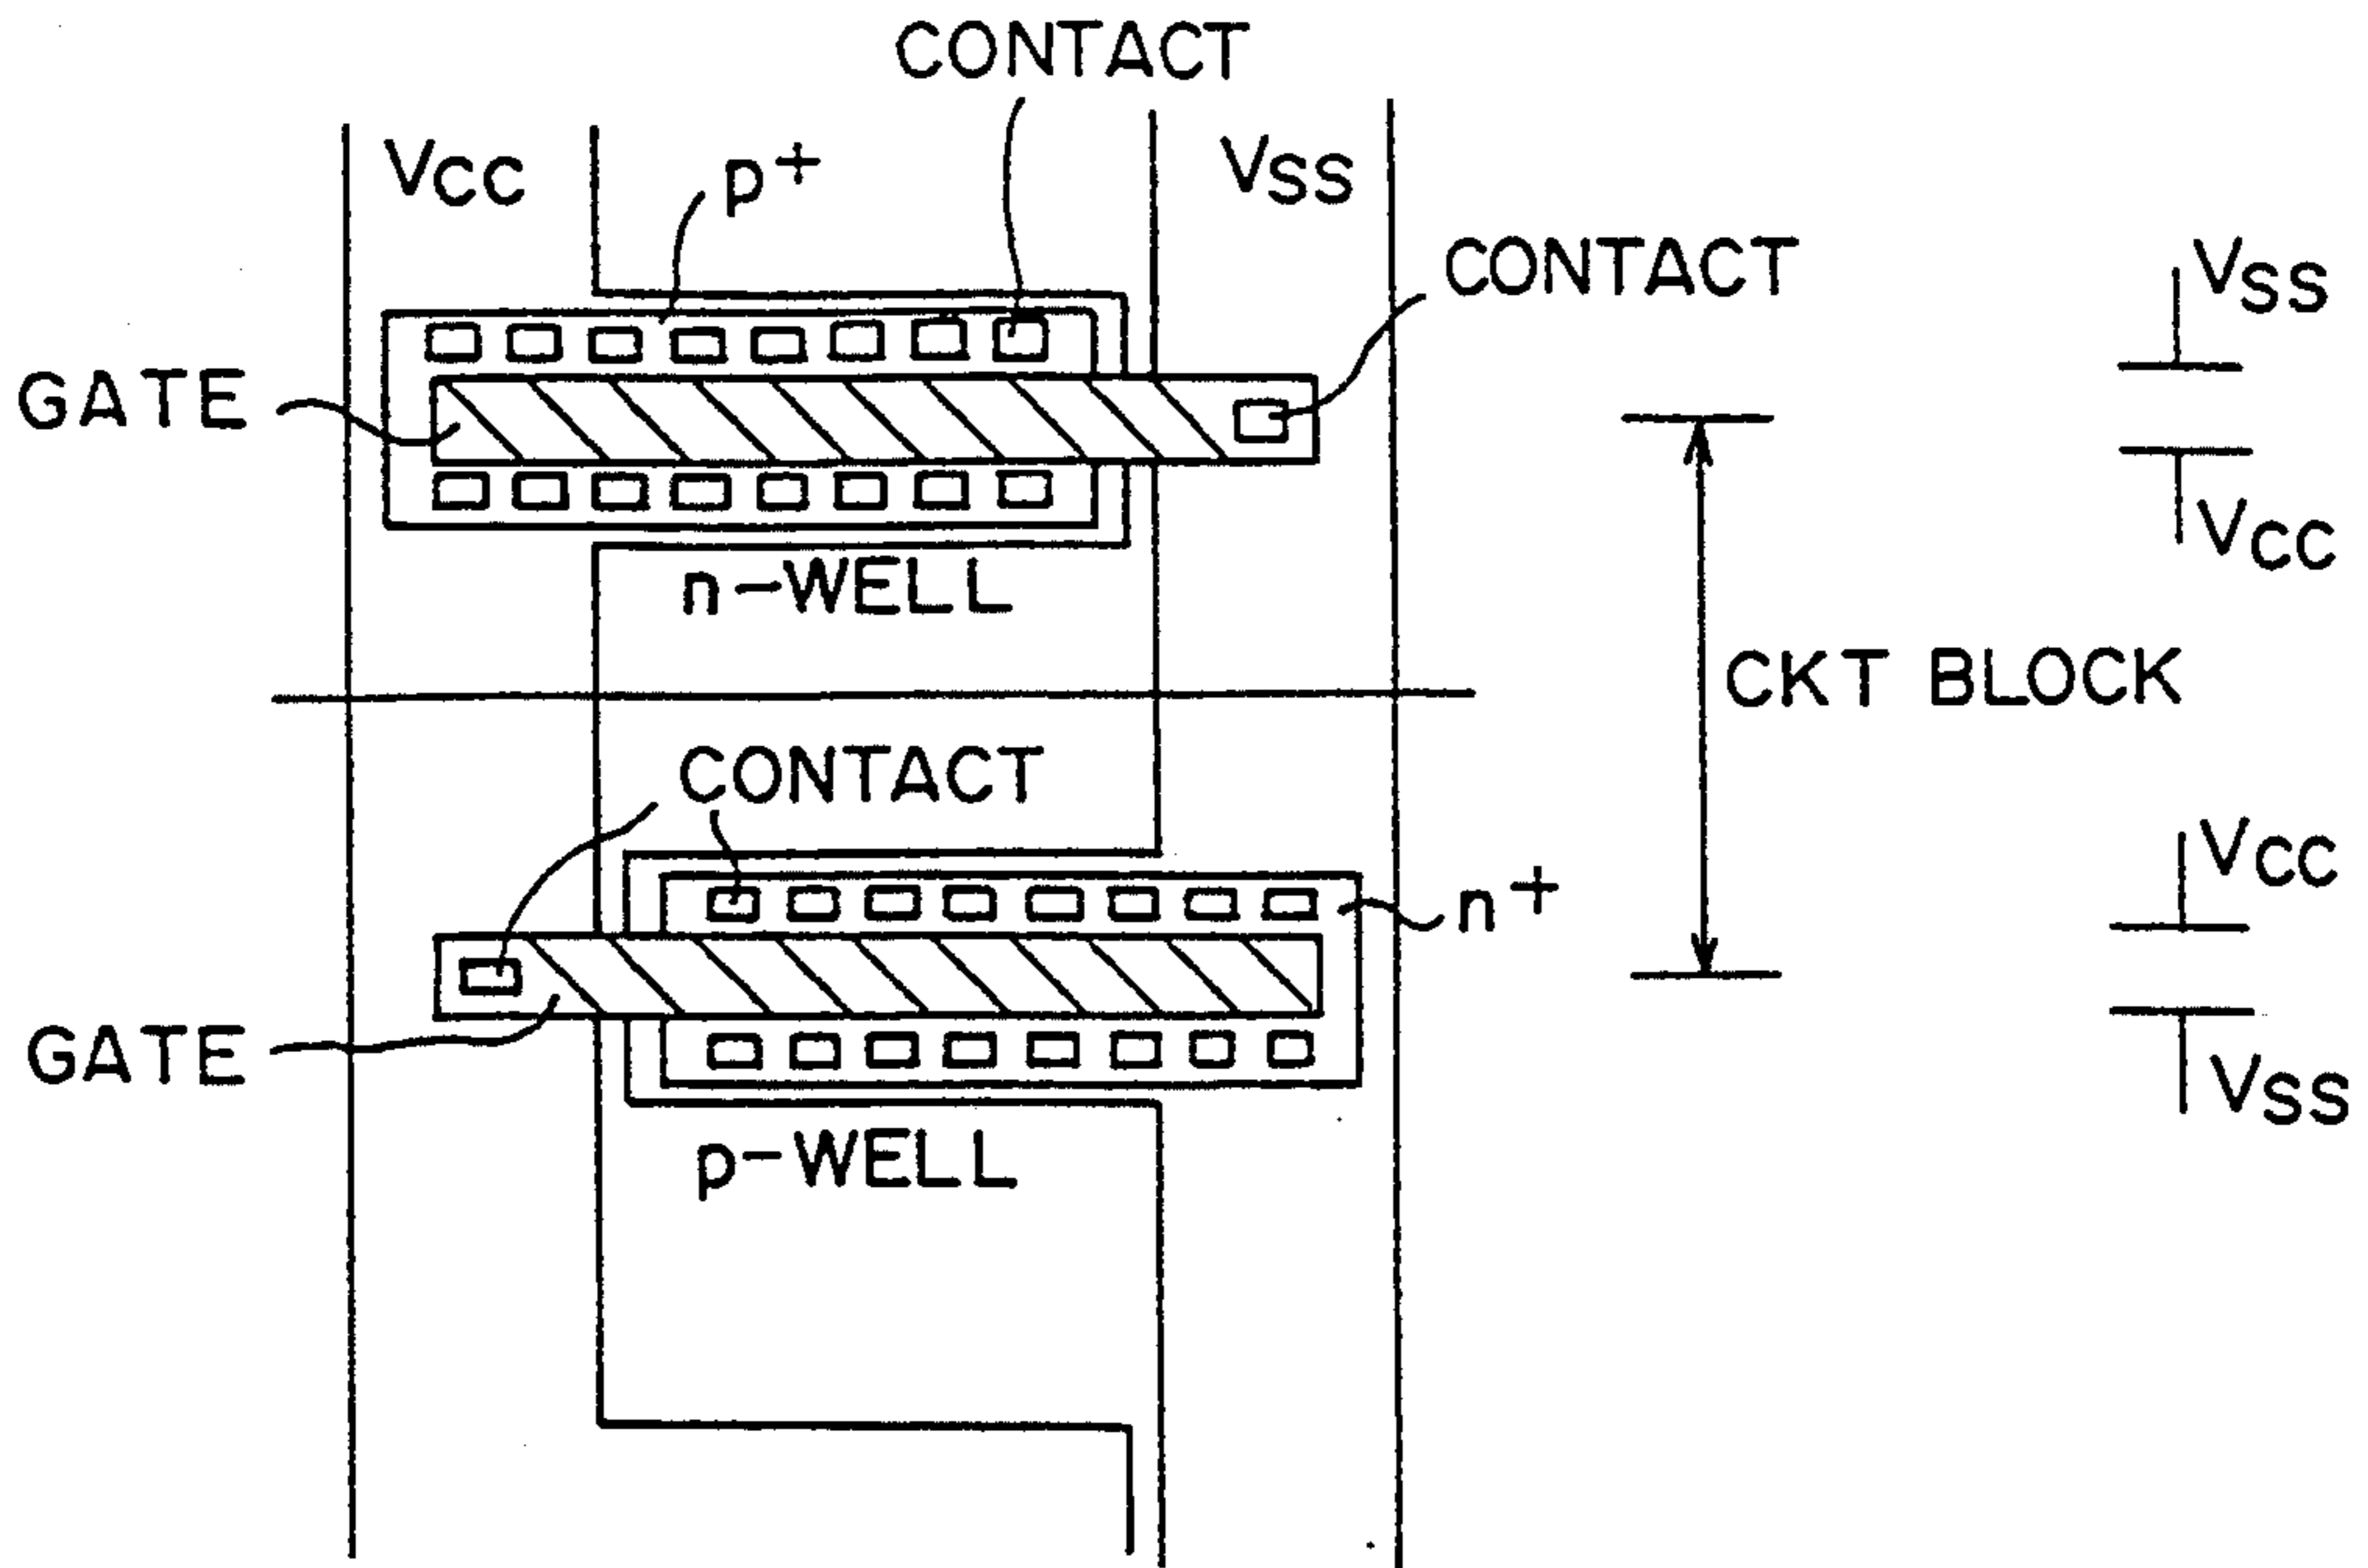 CONTACT
Vcc p+ Vss
CONTACT
Vss
GATE
Vcc
n-WELL
CKT BLOCK
CONTACT
Vcc
n+
GATE
Vss
p-WELL